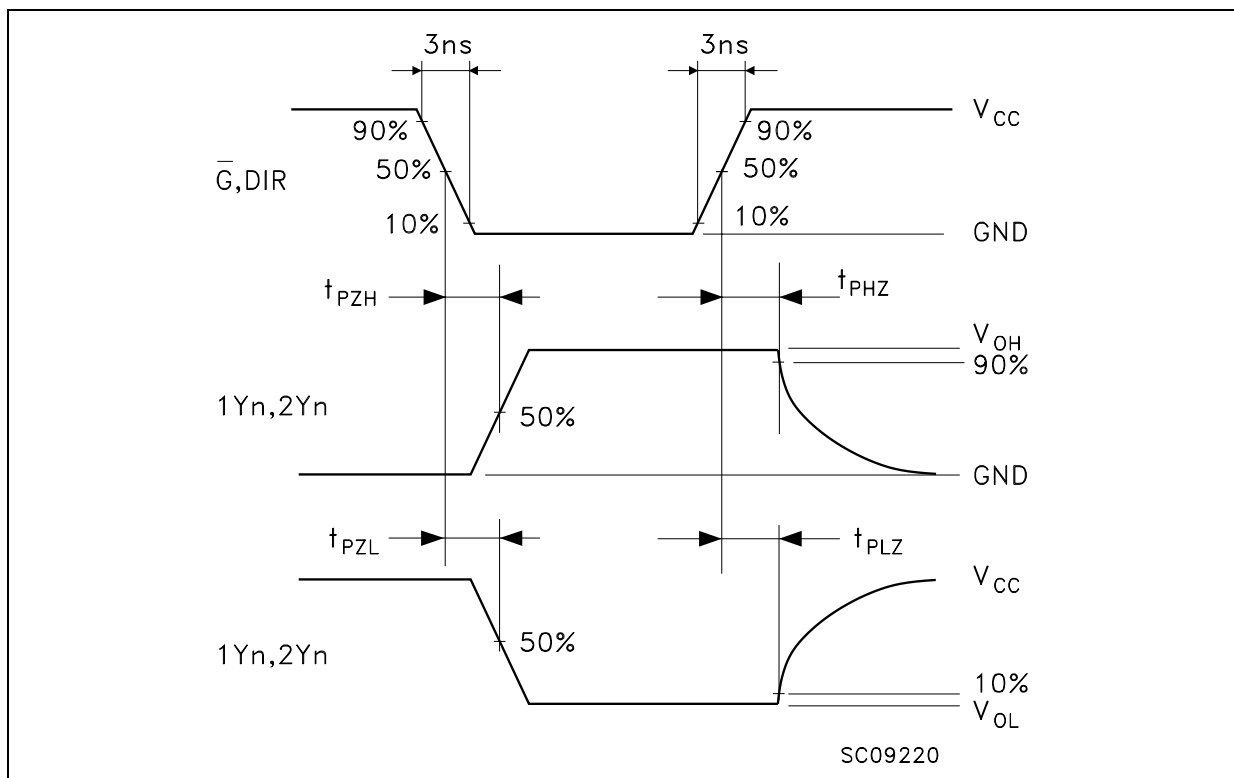 3ns 3ns
V_CC
90% 90%
50% 50%
G̅,DIR
10% 10%
GND
t_PZH t_PHZ
V_OH
90%
1Yn,2Yn
50%
GND
t_PZL t_PLZ
V_CC
50%
1Yn,2Yn
10%
V_OL
SC09220